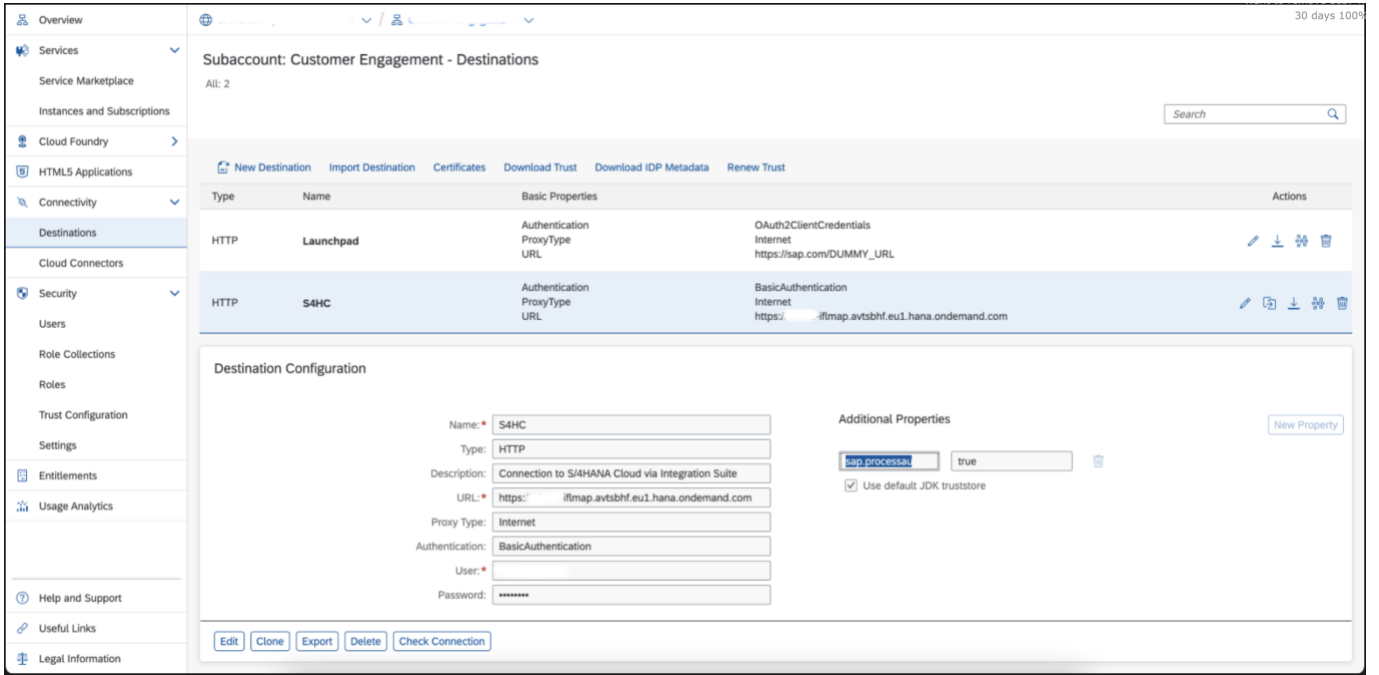 30 days 100%
Overview
Services
Service Marketplace
Instances and Subscriptions
Cloud Foundry
HTML5 Applications
Connectivity
Destinations
Cloud Connectors
Security
Users
Role Collections
Roles
Trust Configuration
Settings
Entitlements
Usage Analytics
Help and Support
Useful Links
Legal Information
/
Subaccount: Customer Engagement - Destinations
All: 2
Search
New Destination Import Destination Certificates Download Trust Download IDP Metadata Renew Trust
Type Name Basic Properties Actions
Authentication OAuth2ClientCredentials
HTTP Launchpad ProxyType Internet
URL https://sap.com/DUMMY_URL
Authentication BasicAuthentication
HTTP S4HC ProxyType Internet
URL https:/ -iflmap.avtsbhf.eu1.hana.ondemand.com
Destination Configuration
Name:* S4HC
Type: HTTP
Description: Connection to S/4HANA Cloud via Integration Suite
URL:* https:/ iflmap.avtsbhf.eu1.hana.ondemand.com
Proxy Type: Internet
Authentication: BasicAuthentication
User:*
Password: ••••••••
Additional Properties
New Property
sap.processau true
Use default JDK truststore
Edit Clone Export Delete Check Connection